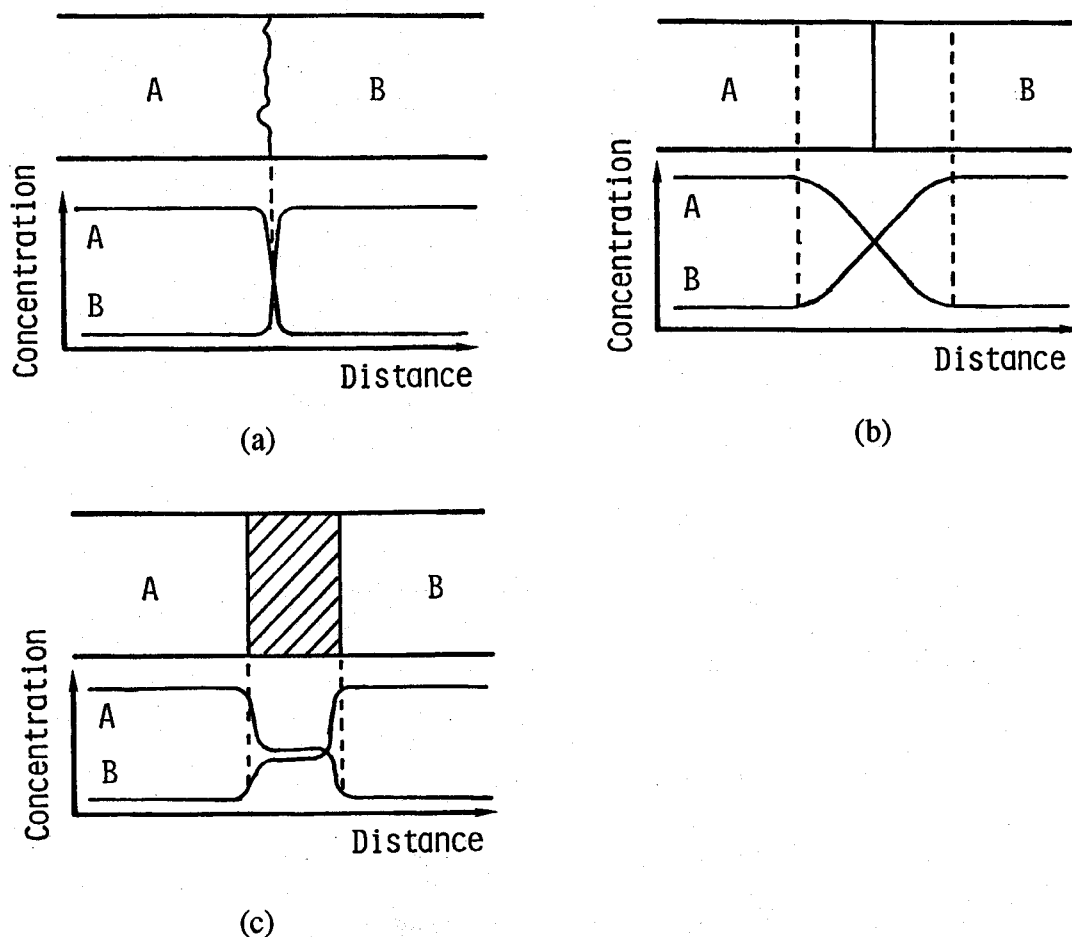 A B
Concentration
A
B
Distance
(a)
A B
Concentration
A
B
Distance
(b)
A B
Concentration
A
B
Distance
(c)